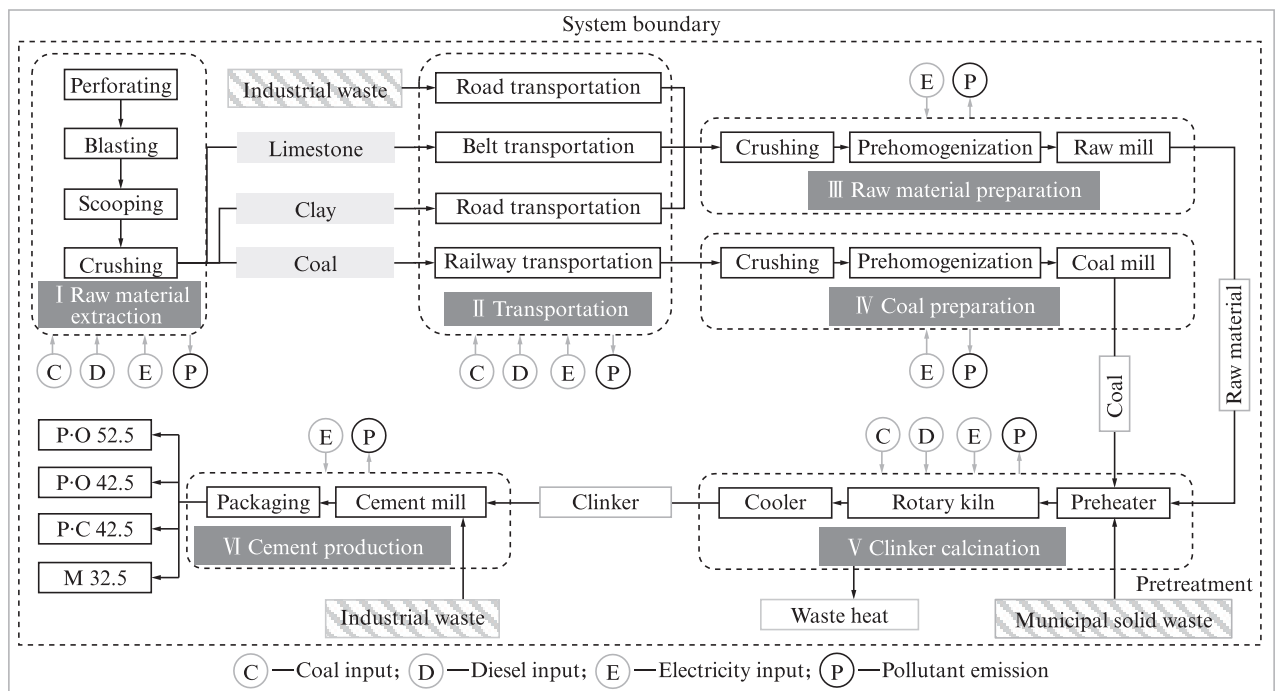 System boundary
Perforating
Blasting
Scooping
Crushing
Ⅰ Raw material
extraction
C D E P
Industrial waste
Limestone
Clay
Coal
Road transportation
Belt transportation
Road transportation
Railway transportation
Ⅱ Transportation
C D E P
E P
Crushing
Prehomogenization
Raw mill
Ⅲ Raw material preparation
Crushing
Prehomogenization
Coal mill
Ⅳ Coal preparation
E P
Coal
Raw material
P·O 52.5
P·O 42.5
P·C 42.5
M 32.5
E P
Packaging
Cement mill
Ⅵ Cement production
Industrial waste
Clinker
C D E P
Cooler
Rotary kiln
Preheater
Ⅴ Clinker calcination
Waste heat
Pretreatment
Municipal solid waste
C—Coal input; D—Diesel input; E—Electricity input; P—Pollutant emission